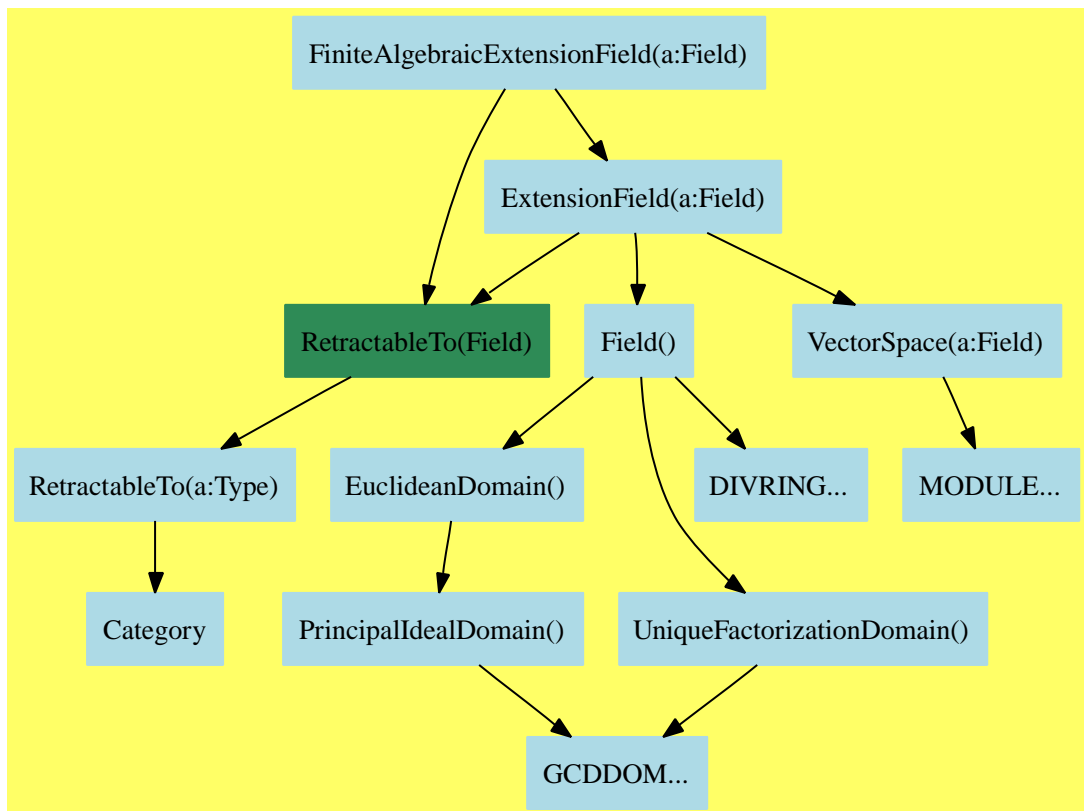 FiniteAlgebraicExtensionField(a:Field)
ExtensionField(a:Field)
RetractableTo(Field)
Field()
VectorSpace(a:Field)
RetractableTo(a:Type)
EuclideanDomain()
DIVRING...
MODULE...
Category
PrincipalIdealDomain()
UniqueFactorizationDomain()
GCDDOM...